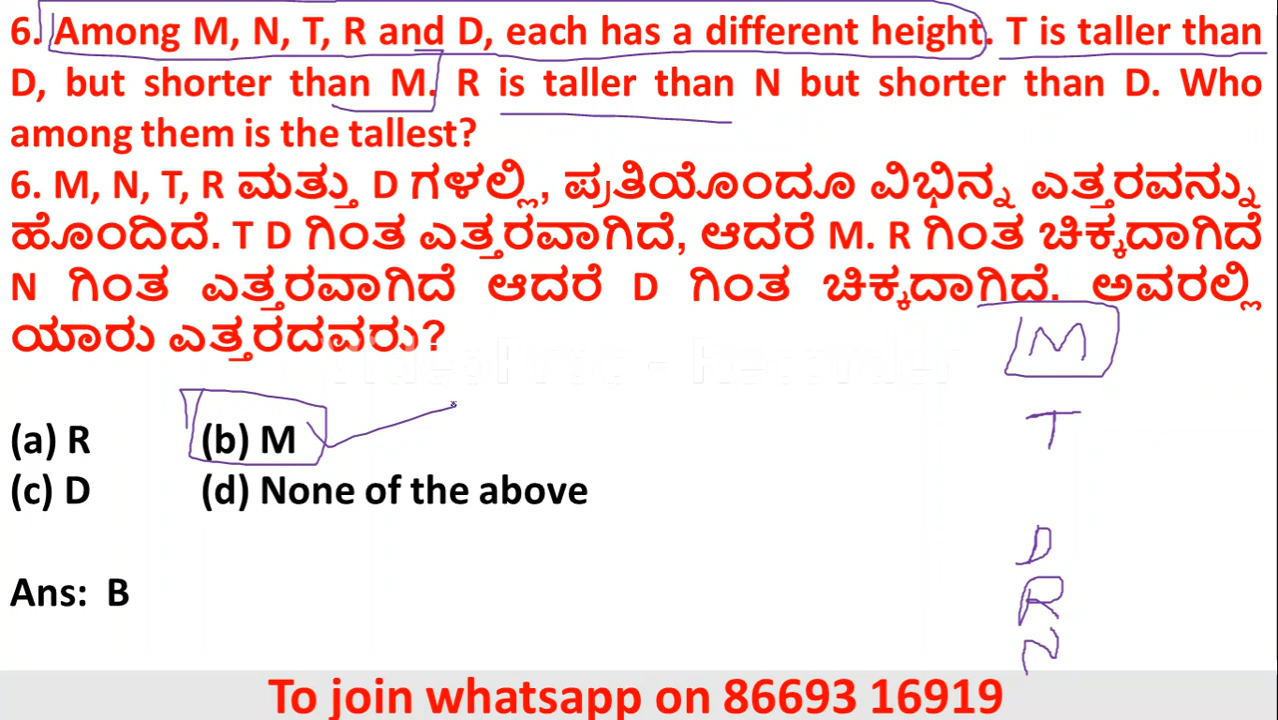 6. Among M, N, T, R and D, each has a different height. T is taller than
D, but shorter than M. R is taller than N but shorter than D. Who
among them is the tallest?
6. M, N, T, R ಮತ್ತು D ಗಳಲ್ಲಿ, ಪ್ರತಿಯೊಂದೂ ವಿಭಿನ್ನ ಎತ್ತರವನ್ನು
ಹೊಂದಿದೆ. T D ಗಿಂತ ಎತ್ತರವಾಗಿದೆ, ಆದರೆ M. R ಗಿಂತ ಚಿಕ್ಕದಾಗಿದೆ
N ಗಿಂತ ಎತ್ತರವಾಗಿದೆ ಆದರೆ D ಗಿಂತ ಚಿಕ್ಕದಾಗಿದೆ. ಅವರಲ್ಲಿ
ಯಾರು ಎತ್ತರದವರು?
VideoProc - Recorder
M
(a) R (b) M
T
(c) D (d) None of the above
D
Ans: B
R
N
To join whatsapp on 86693 16919